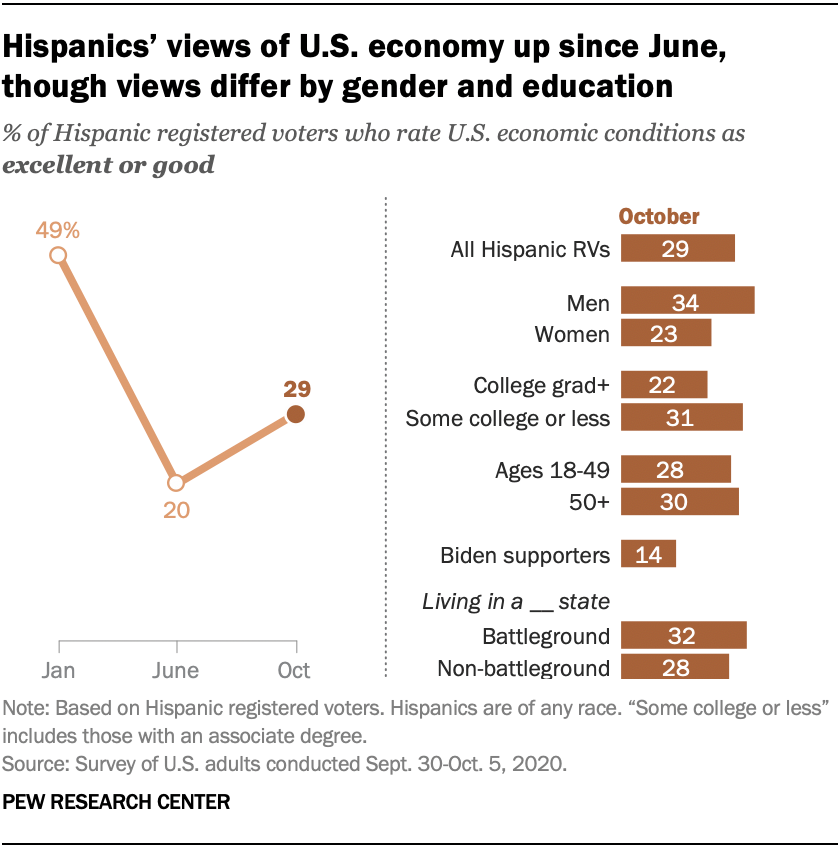 Hispanics’ views of U.S. economy up since June,
though views differ by gender and education
% of Hispanic registered voters who rate U.S. economic conditions as
excellent or good
49%
20
29
Jan
June
Oct
October
All Hispanic RVs 29
Men 34
Women 23
College grad+ 22
Some college or less 31
Ages 18-49 28
50+ 30
Biden supporters 14
Living in a __ state
Battleground 32
Non-battleground 28
Note: Based on Hispanic registered voters. Hispanics are of any race. “Some college or less”
includes those with an associate degree.
Source: Survey of U.S. adults conducted Sept. 30-Oct. 5, 2020.
PEW RESEARCH CENTER